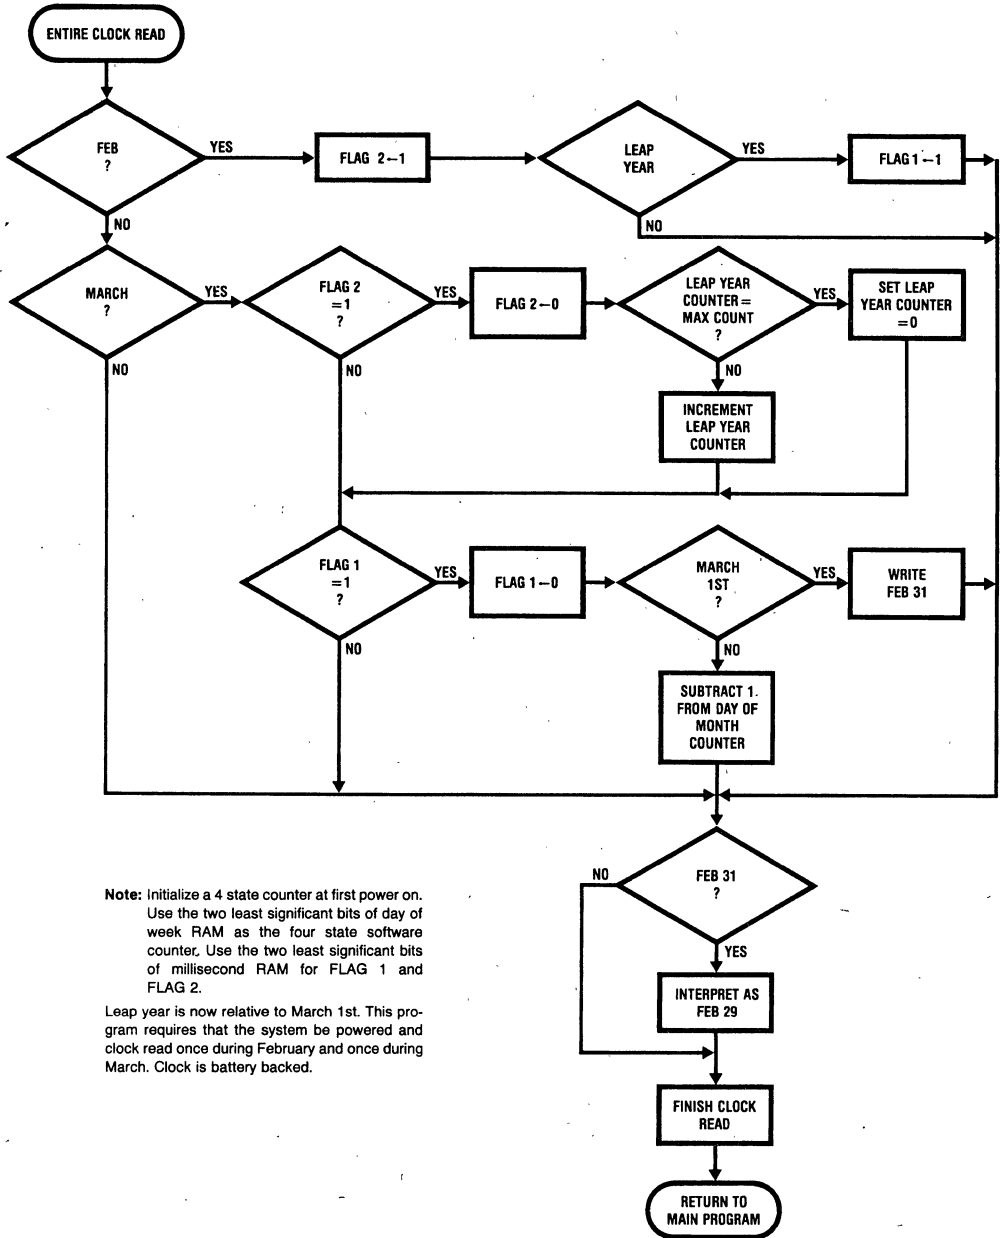 ENTIRE CLOCK READ
FEB
?
YES
FLAG 2←1
LEAP
YEAR
YES
FLAG 1←1
NO
NO
MARCH
?
YES
FLAG 2
=1
?
YES
FLAG 2←0
LEAP YEAR
COUNTER=
MAX COUNT
?
YES
SET LEAP
YEAR COUNTER
=0
NO
NO
NO
INCREMENT
LEAP YEAR
COUNTER
FLAG 1
=1
?
YES
FLAG 1←0
MARCH
1ST
?
YES
WRITE
FEB 31
NO
NO
SUBTRACT 1
FROM DAY OF
MONTH
COUNTER
FEB 31
?
NO
YES
INTERPRET AS
FEB 29
FINISH CLOCK
READ
RETURN TO
MAIN PROGRAM
Note: Initialize a 4 state counter at first power on.
Use the two least significant bits of day of
week RAM as the four state software
counter. Use the two least significant bits
of millisecond RAM for FLAG 1 and
FLAG 2.
Leap year is now relative to March 1st. This pro-
gram requires that the system be powered and
clock read once during February and once during
March. Clock is battery backed.